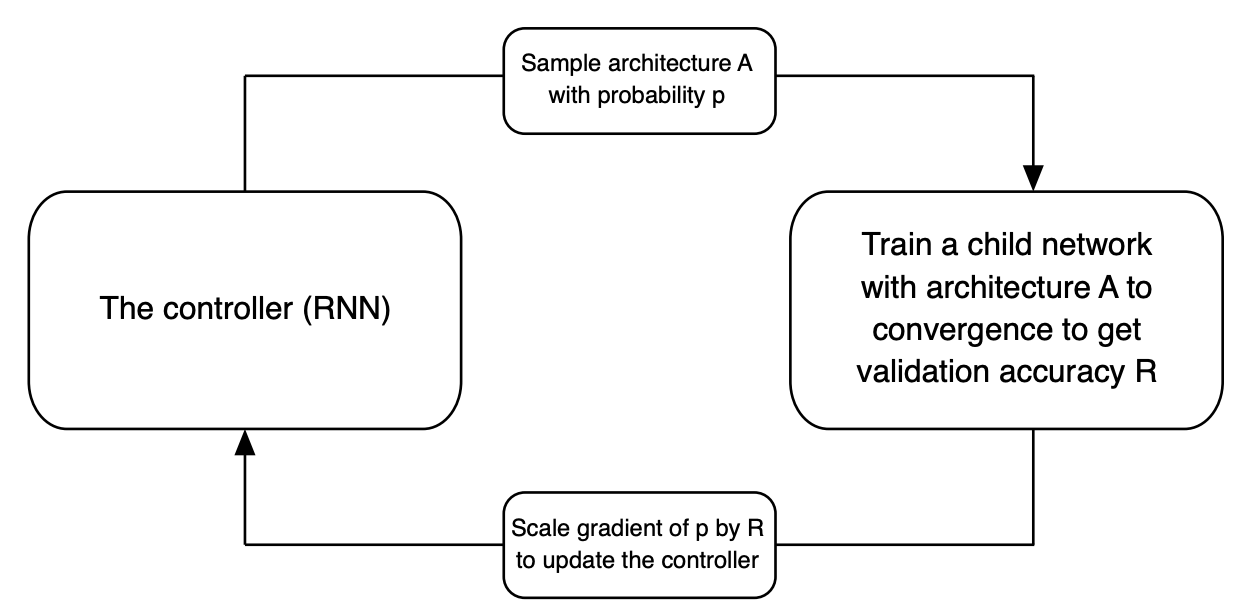 Sample architecture A
with probability p
The controller (RNN)
Train a child network
with architecture A to
convergence to get
validation accuracy R
Scale gradient of p by R
to update the controller